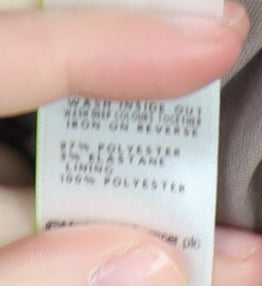 WASH INSIDE OUT
WASH DEEP COLOURS TOGETHER
IRON ON REVERSE
97% POLYESTER
3% ELASTANE
LINING
100% POLYESTER
plc